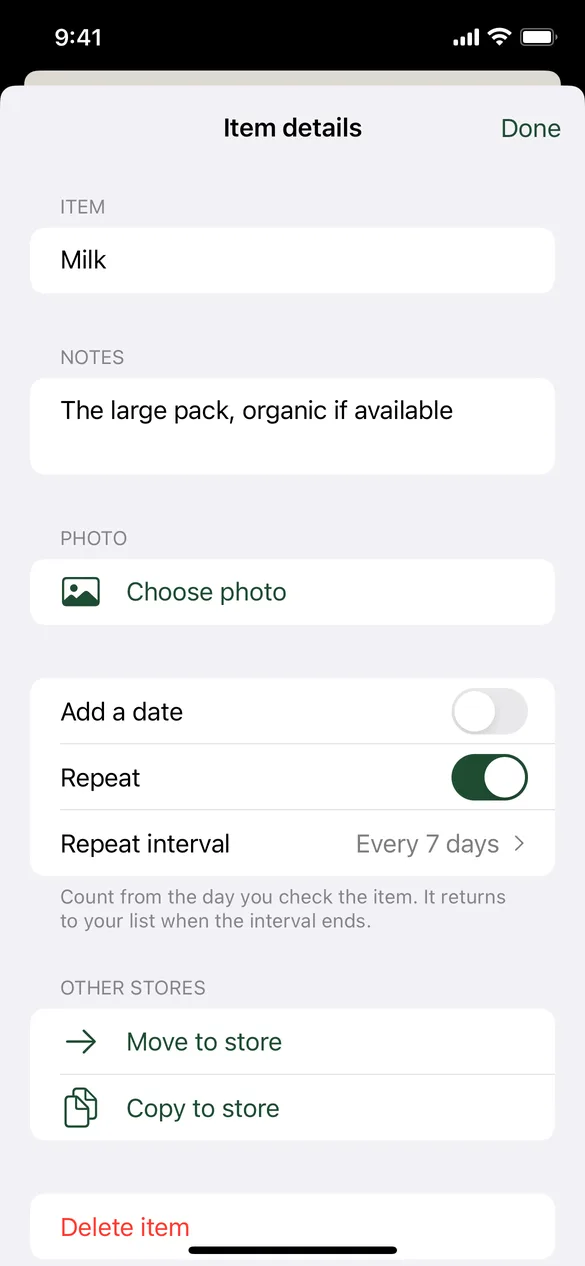 9:41
Item details
Done
ITEM
Milk
NOTES
The large pack, organic if available
PHOTO
Choose photo
Add a date
Repeat
Repeat interval
Every 7 days
Count from the day you check the item. It returns
to your list when the interval ends.
OTHER STORES
Move to store
Copy to store
Delete item